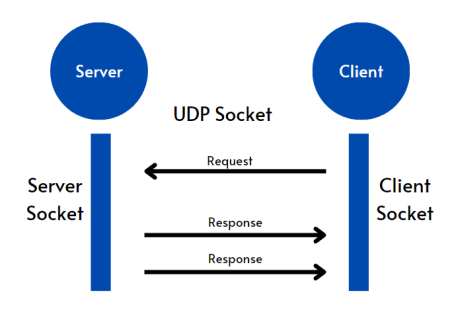 Server
Client
UDP Socket
Request
Server
Socket
Client
Socket
Response
Response